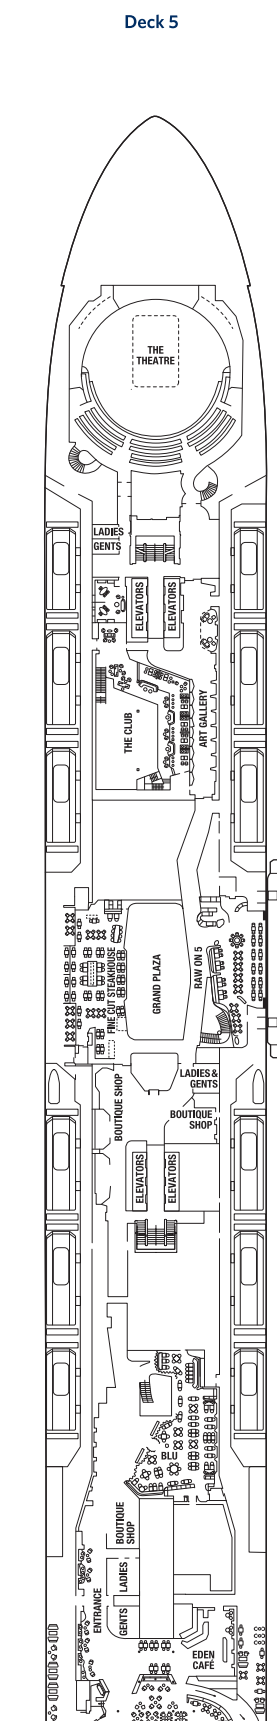 Deck 5
THE
THEATRE
LADIES
GENTS
ELEVATORS
ELEVATORS
THE CLUB
ART GALLERY
FINE CUT STEAKHOUSE
GRAND PLAZA
RAW ON 5
LADIES &
GENTS
BOUTIQUE SHOP
BOUTIQUE
SHOP
ELEVATORS
ELEVATORS
BLU
BOUTIQUE
SHOP
LADIES
ENTRANCE
GENTS
EDEN
CAFÉ